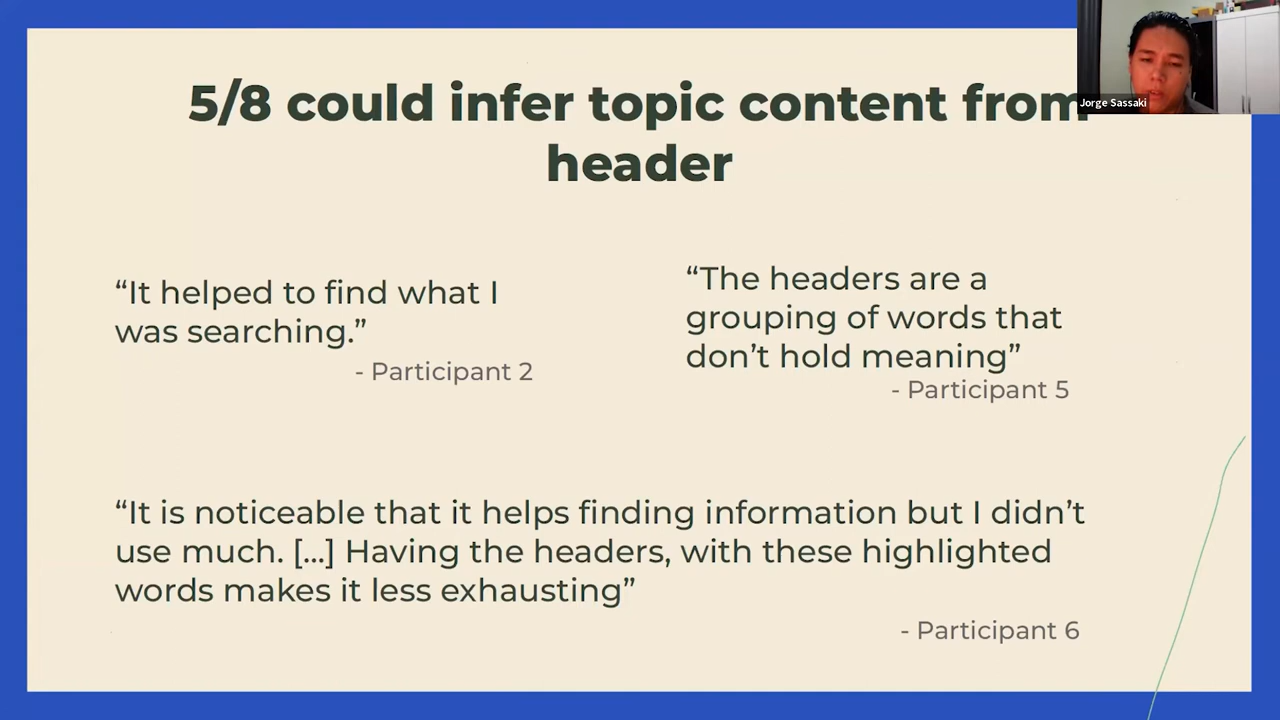 5/8 could infer topic content from
header
Jorge Sassaki
“It helped to find what I
was searching.”
- Participant 2
“The headers are a
grouping of words that
don’t hold meaning”
- Participant 5
“It is noticeable that it helps finding information but I didn’t
use much. [...] Having the headers, with these highlighted
words makes it less exhausting”
- Participant 6